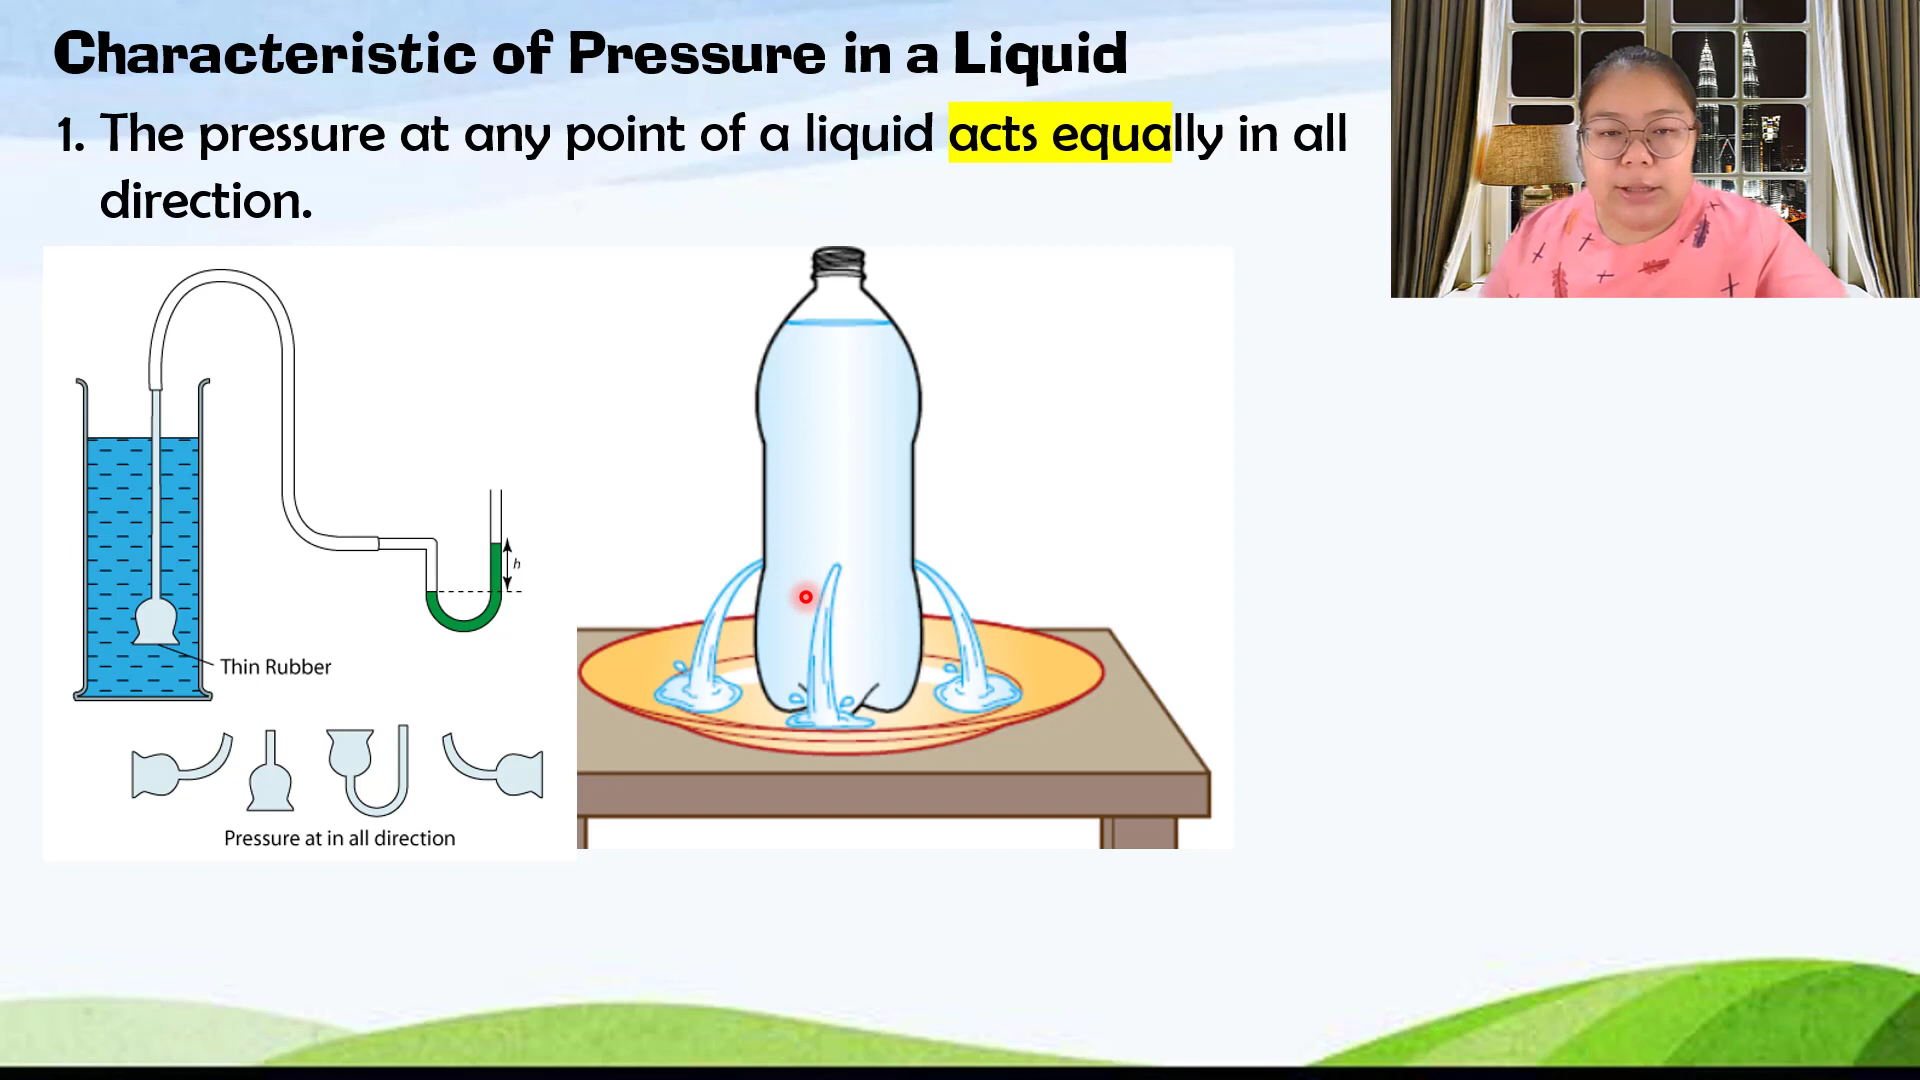 Characteristic of Pressure in a Liquid
1. The pressure at any point of a liquid acts equally in all
direction.
h
Thin Rubber
Pressure at in all direction